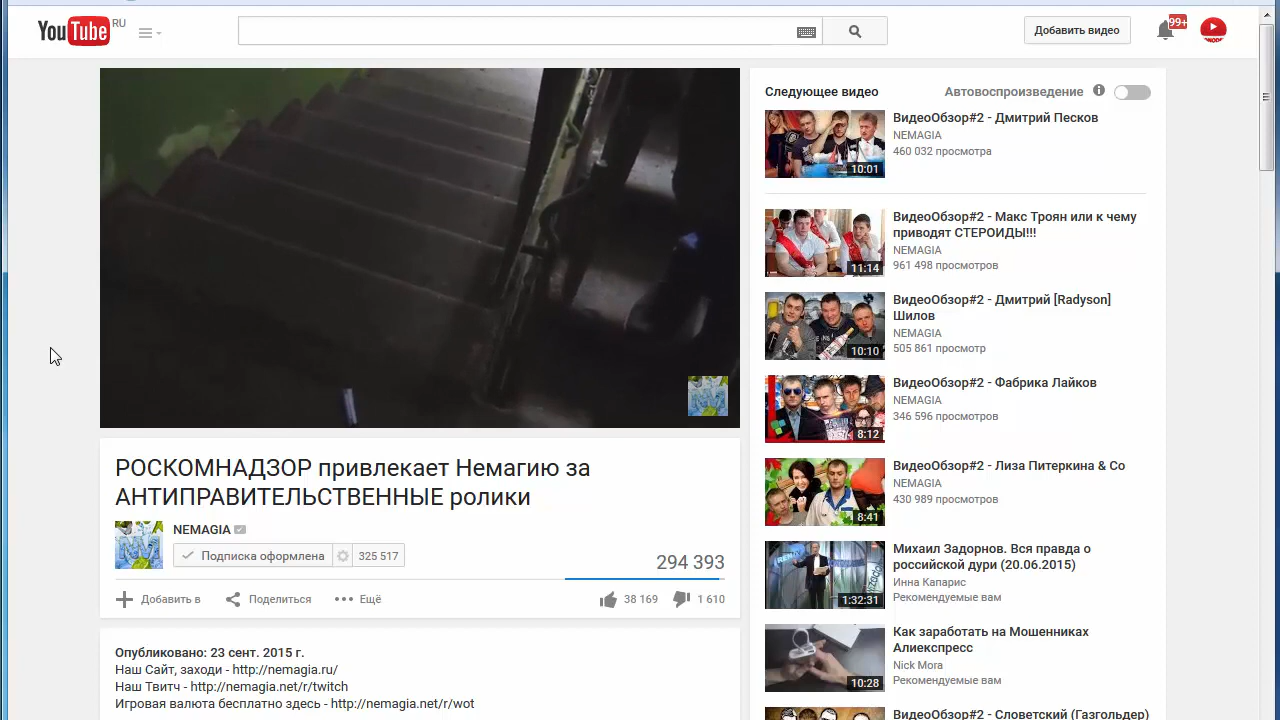 YouTube RU
Добавить видео
99+
РОСКОМНАДЗОР привлекает Немагию за
АНТИПРАВИТЕЛЬСТВЕННЫЕ ролики
NEMAGIA
Подписка оформлена
325 517
294 393
Добавить в
Поделиться
Ещё
38 169
1 610
Опубликовано: 23 сент. 2015 г.
Наш Сайт, заходи - http://nemagia.ru/
Наш Твитч - http://nemagia.net/r/twitch
Игровая валюта бесплатно здесь - http://nemagia.net/r/wot
Следующее видео
Автовоспроизведение
ВидеоОбзор#2 - Дмитрий Песков
NEMAGIA
460 032 просмотра
10:01
ВидеоОбзор#2 - Макс Троян или к чему
приводят СТЕРОИДЫ!!!
NEMAGIA
961 498 просмотров
11:14
ВидеоОбзор#2 - Дмитрий [Radyson]
Шилов
NEMAGIA
505 861 просмотр
10:10
ВидеоОбзор#2 - Фабрика Лайков
NEMAGIA
346 596 просмотров
8:12
ВидеоОбзор#2 - Лиза Питеркина & Co
NEMAGIA
430 989 просмотров
8:41
Михаил Задорнов. Вся правда о
российской дури (20.06.2015)
Инна Капарис
Рекомендуемые вам
1:32:31
Как заработать на Мошенниках
Алиекспресс
Nick Mora
Рекомендуемые вам
10:28
ВидеоОбзор#2 - Словетский (Газгольдер)